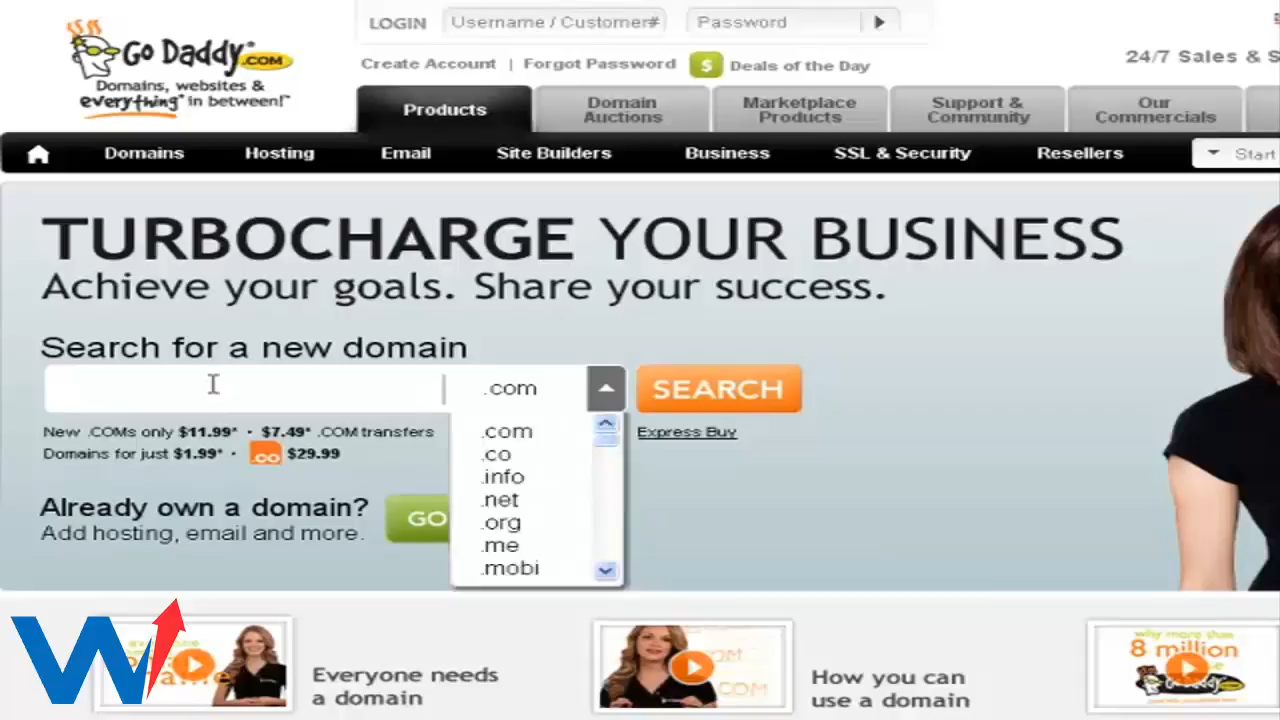 LOGIN
Username / Customer#
Password
Go Daddy
.COM
Domains, websites &
everything* in between!™
Create Account | Forgot Password $ Deals of the Day
24/7 Sales & S
Products
Domain
Auctions
Marketplace
Products
Support &
Community
Our
Commercials
Domains
Hosting
Email
Site Builders
Business
SSL & Security
Resellers
Start
TURBOCHARGE YOUR BUSINESS
Achieve your goals. Share your success.
Search for a new domain
.com
SEARCH
New .COMs only $11.99* • $7.49* .COM transfers
Domains for just $1.99* • .co $29.99
Express Buy
.com
.co
.info
.net
.org
.me
.mobi
Already own a domain?
Add hosting, email and more.
GO
W
Everyone needs
a domain
.COM
How you can
use a domain
why more than
8 million